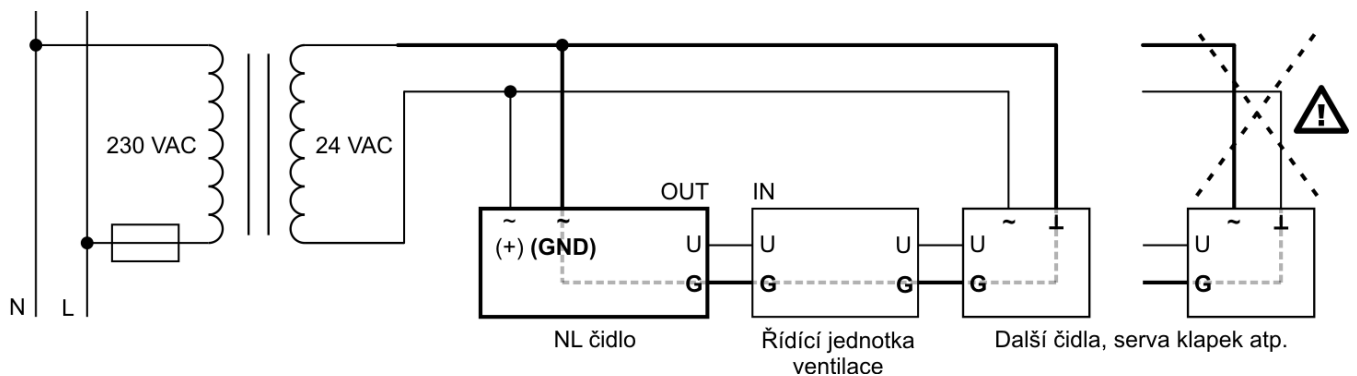 230 VAC
24 VAC
OUT
IN
~
~
(+) (GND)
U
G
U
G
U
G
~
⊥
U
G
~
⊥
U
G
!
N
L
NL čidlo
Řídící jednotka
ventilace
Další čidla, serva klapek atp.